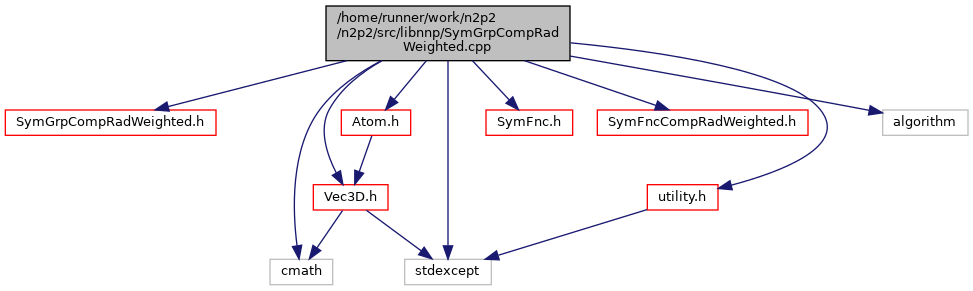 /home/runner/work/n2p2
/n2p2/src/libnnp/SymGrpCompRad
Weighted.cpp
SymGrpCompRadWeighted.h
Atom.h
SymFnc.h
SymFncCompRadWeighted.h
algorithm
Vec3D.h
utility.h
cmath
stdexcept